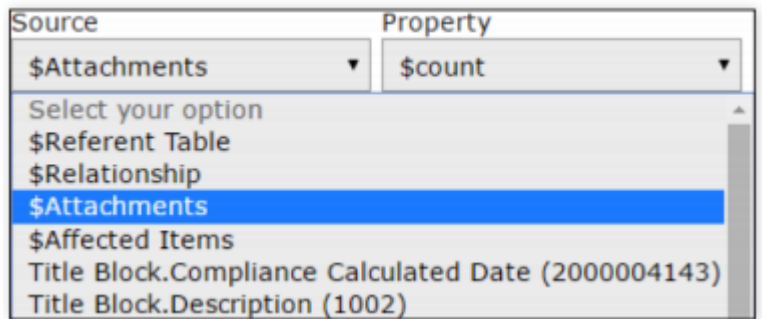 Source Property
$Attachments $count
Select your option
$Referent Table
$Relationship
$Attachments
$Affected Items
Title Block.Compliance Calculated Date (2000004143)
Title Block.Description (1002)